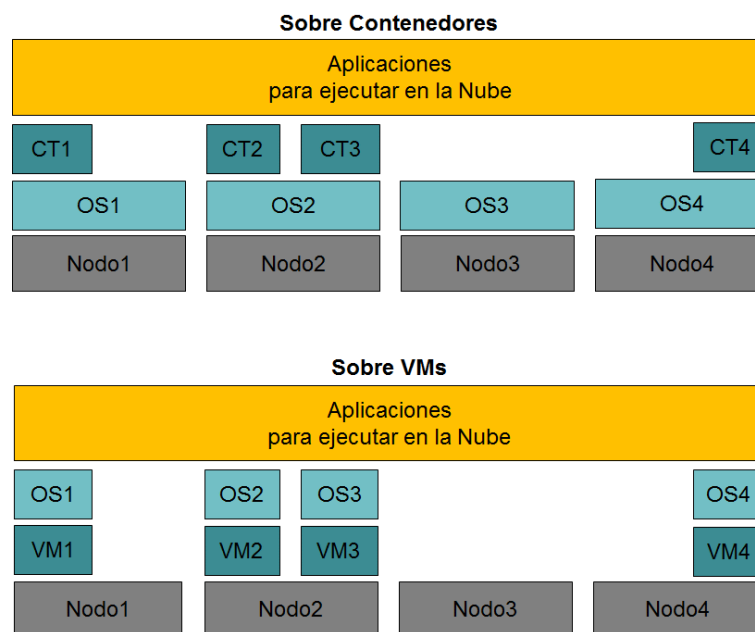 Sobre Contenedores
Aplicaciones
para ejecutar en la Nube
CT1 CT2 CT3 CT4
OS1 OS2 OS3 OS4
Nodo1 Nodo2 Nodo3 Nodo4
Sobre VMs
Aplicaciones
para ejecutar en la Nube
OS1 OS2 OS3 OS4
VM1 VM2 VM3 VM4
Nodo1 Nodo2 Nodo3 Nodo4